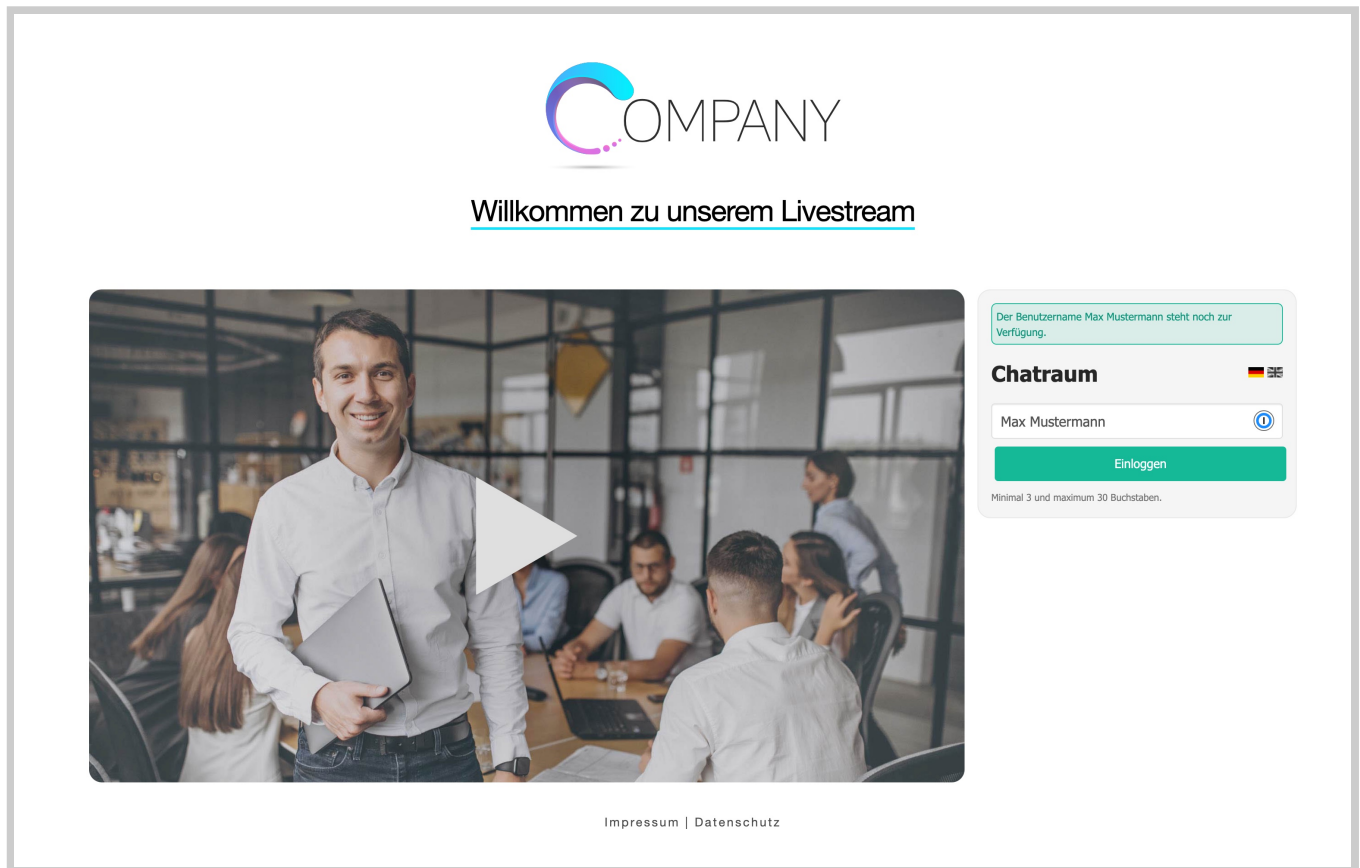 COMPANY
Willkommen zu unserem Livestream
Der Benutzername Max Mustermann steht noch zur
Verfügung.
Chatraum
Max Mustermann
Einloggen
Minimal 3 und maximum 30 Buchstaben.
Impressum | Datenschutz